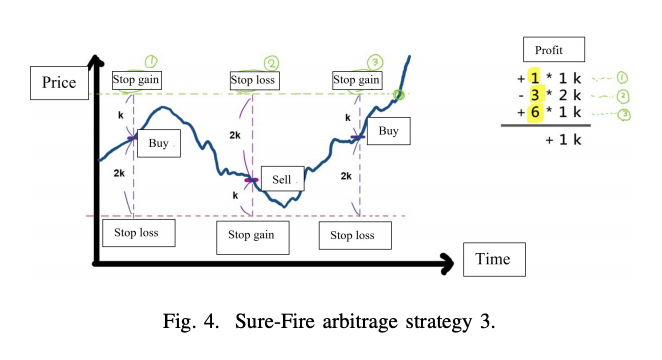 ①
②
③
Stop gain
Stop loss
Stop gain
Profit
Price
+ 1 * 1 k ①
- 3 * 2 k ②
+ 6 * 1 k ③
+ 1 k
k
2k
k
Buy
Buy
2k
Sell
2k
k
Stop loss
Stop gain
Stop loss
Time
Fig. 4. Sure-Fire arbitrage strategy 3.